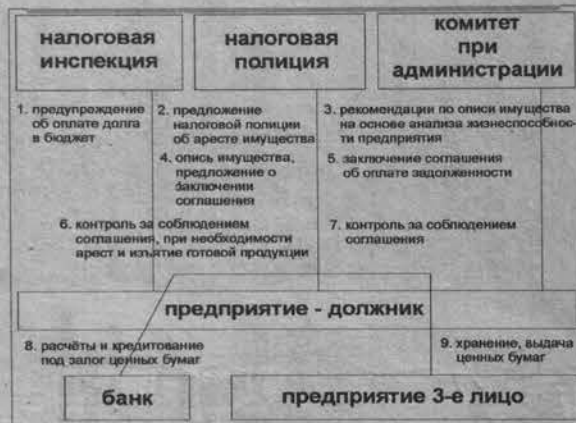 налоговая
инспекция
налоговая
полиция
комитет
при
администрации
1. предупреждение
об оплате долга
в бюджет
2. предложение
налоговой полиции
об аресте имущества
3. рекомендации по описи имущества
на основе анализа жизнеспособнос-
ти предприятия
4. опись имущества,
предложение о
заключении
соглашения
5. заключение соглашения
об оплате задолженности
6. контроль за соблюдением
соглашения, при необходимости
арест и изъятие готовой продукции
7. контроль за соблюдением
соглашения
предприятие - должник
8. расчёты и кредитование
под залог ценных бумаг
9. хранение, выдача
ценных бумаг
банк
предприятие 3-е лицо